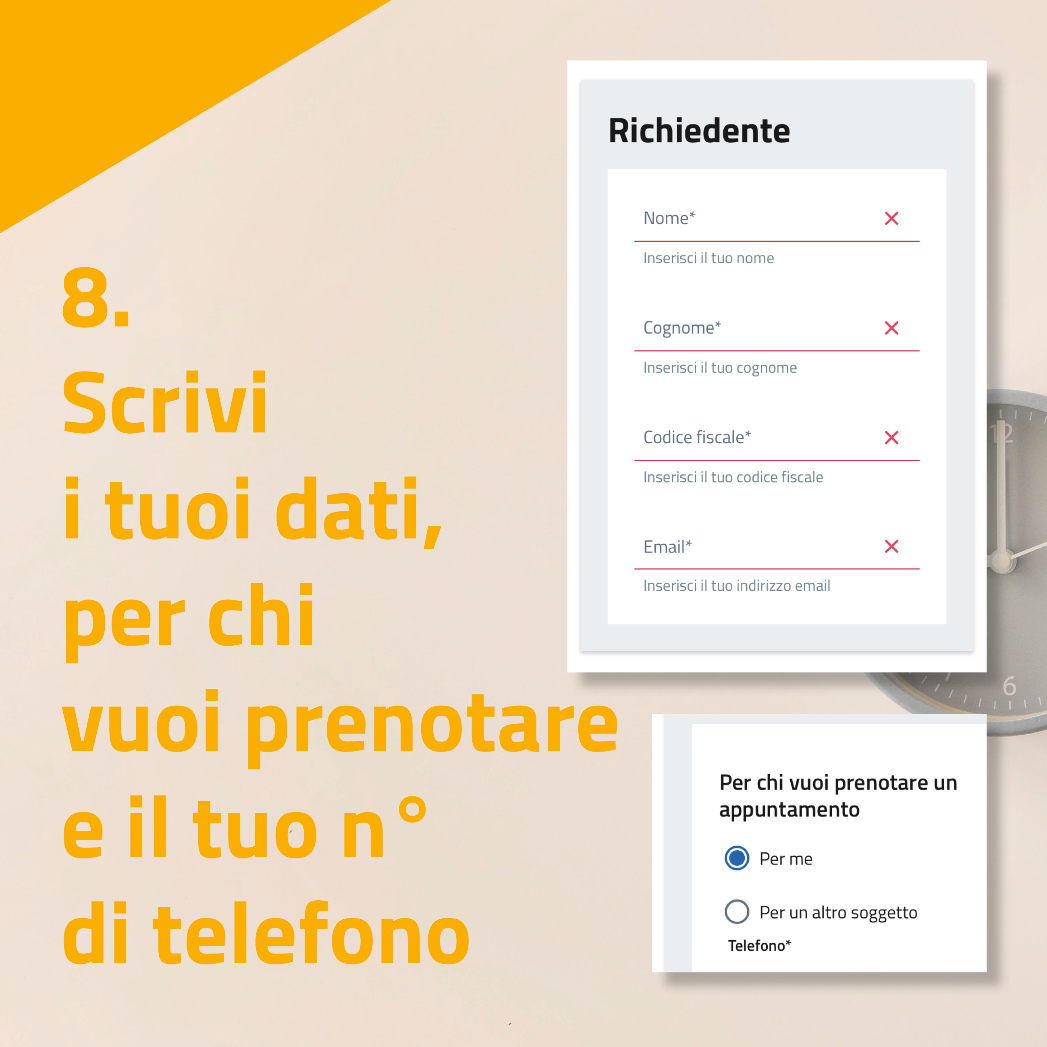 8.
Scrivi
i tuoi dati,
per chi
vuoi prenotare
e il tuo n°
di telefono
Richiedente
Nome*
Inserisci il tuo nome
Cognome*
Inserisci il tuo cognome
Codice fiscale*
Inserisci il tuo codice fiscale
Email*
Inserisci il tuo indirizzo email
12
6
Per chi vuoi prenotare un
appuntamento
Per me
Per un altro soggetto
Telefono*